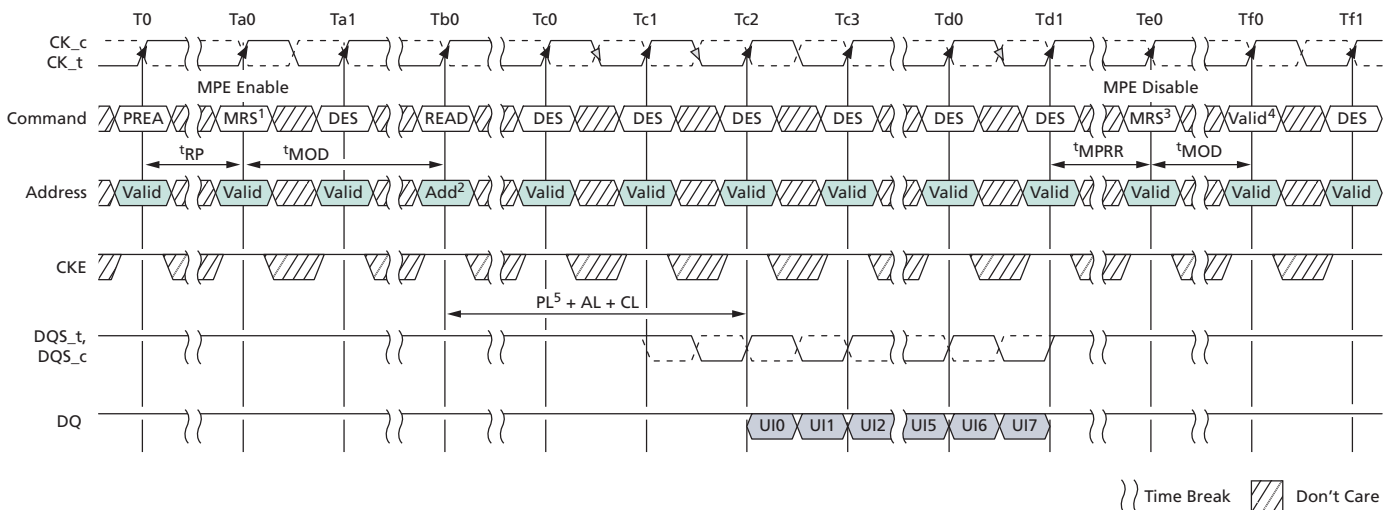 T0 Ta0 Ta1 Tb0 Tc0 Tc1 Tc2 Tc3 Td0 Td1 Te0 Tf0 Tf1
CK_c
CK_t
MPE Enable MPE Disable
Command PREA MRS1 DES READ DES DES DES DES DES DES MRS3 Valid4 DES
tRP tMOD tMPRR tMOD
Address Valid Valid Valid Add2 Valid Valid Valid Valid Valid Valid Valid Valid Valid
CKE
PL5 + AL + CL
DQS_t,
DQS_c
DQ UI0 UI1 UI2 UI5 UI6 UI7
Time Break Don't Care